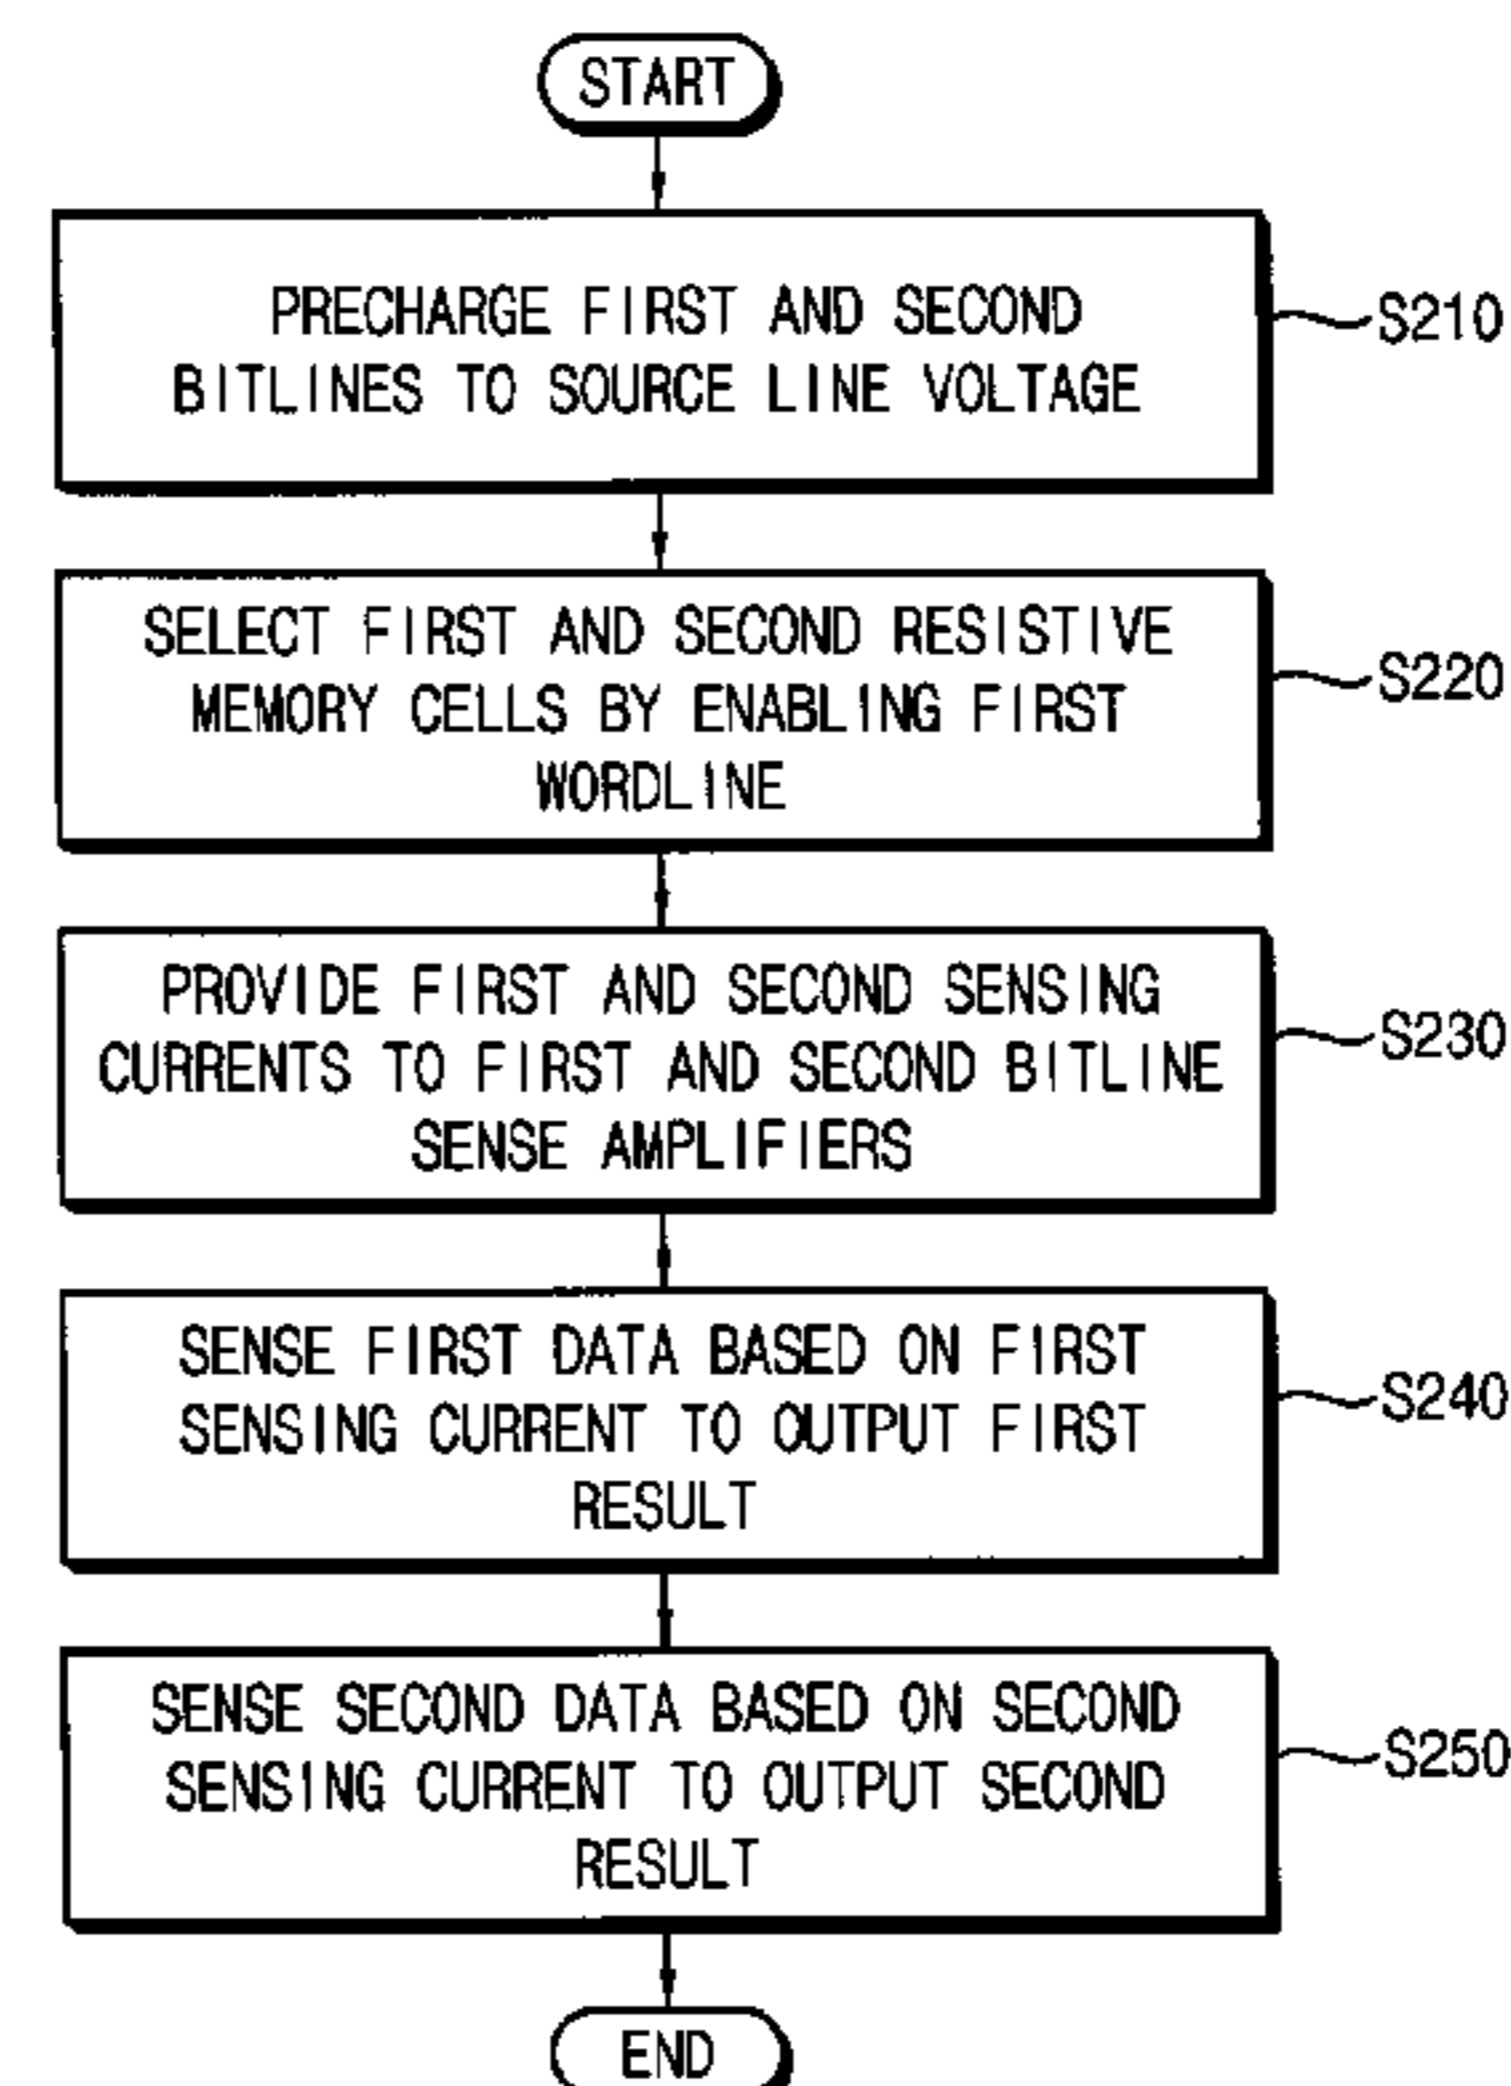 START
PRECHARGE FIRST AND SECOND
BITLINES TO SOURCE LINE VOLTAGE
S210
SELECT FIRST AND SECOND RESISTIVE
MEMORY CELLS BY ENABLING FIRST
WORDLINE
S220
PROVIDE FIRST AND SECOND SENSING
CURRENTS TO FIRST AND SECOND BITLINE
SENSE AMPLIFIERS
S230
SENSE FIRST DATA BASED ON FIRST
SENSING CURRENT TO OUTPUT FIRST
RESULT
S240
SENSE SECOND DATA BASED ON SECOND
SENSING CURRENT TO OUTPUT SECOND
RESULT
S250
END